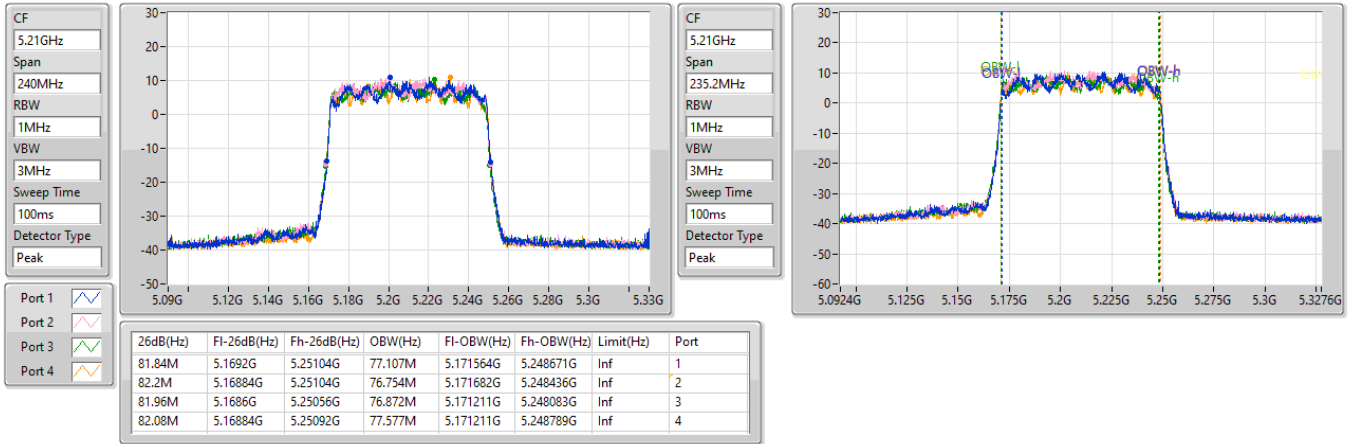 CF
5.21GHz
Span
240MHz
RBW
1MHz
VBW
3MHz
Sweep Time
100ms
Detector Type
Peak
30
20
10
0
-10
-20
-30
-40
-50
5.09G 5.12G 5.14G 5.16G 5.18G 5.2G 5.22G 5.24G 5.26G 5.28G 5.3G 5.33G
CF
5.21GHz
Span
235.2MHz
RBW
1MHz
VBW
3MHz
Sweep Time
100ms
Detector Type
Peak
30
20
10
0
-10
-20
-30
-40
-50
-60
OBW-l
OBW-h
OBW-h
5.0924G 5.125G 5.15G 5.175G 5.2G 5.225G 5.25G 5.275G 5.3G 5.3276G
Port 1
Port 2
Port 3
Port 4
26dB(Hz) Fl-26dB(Hz) Fh-26dB(Hz) OBW(Hz) Fl-OBW(Hz) Fh-OBW(Hz) Limit(Hz) Port
81.84M 5.1692G 5.25104G 77.107M 5.171564G 5.248671G Inf 1
82.2M 5.16884G 5.25104G 76.754M 5.171682G 5.248436G Inf 2
81.96M 5.1686G 5.25056G 76.872M 5.171211G 5.248083G Inf 3
82.08M 5.16884G 5.25092G 77.577M 5.171211G 5.248789G Inf 4